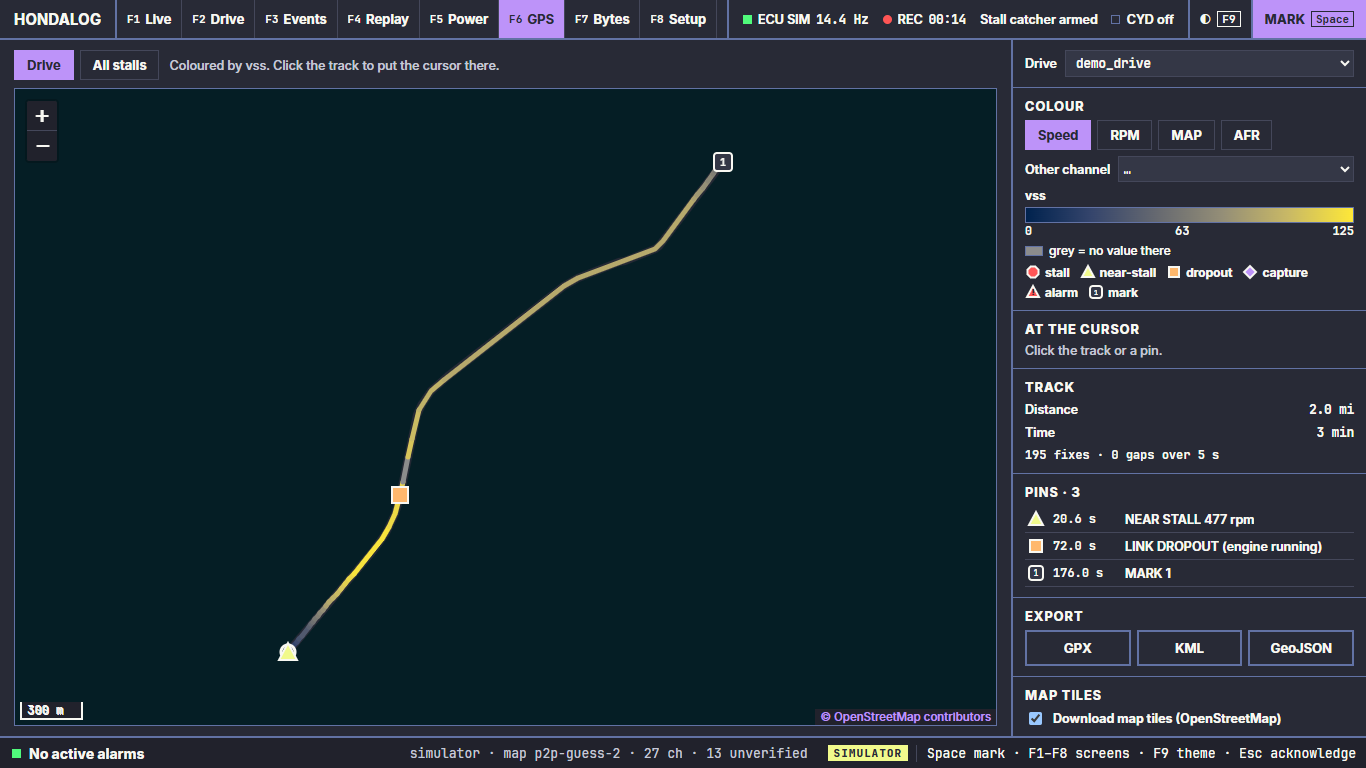 HONDALOG F1 Live F2 Drive F3 Events F4 Replay F5 Power F6 GPS F7 Bytes F8 Setup ECU SIM 14.4 Hz REC 00:14 Stall catcher armed CYD off F9 MARK Space
Drive All stalls Coloured by vss. Click the track to put the cursor there.
+
−
1
300 m
© OpenStreetMap contributors
Drive demo_drive
COLOUR
Speed RPM MAP AFR
Other channel …
vss
0 63 125
grey = no value there
stall near-stall dropout capture
alarm 1 mark
AT THE CURSOR
Click the track or a pin.
TRACK
Distance 2.0 mi
Time 3 min
195 fixes · 0 gaps over 5 s
PINS · 3
20.6 s NEAR STALL 477 rpm
72.0 s LINK DROPOUT (engine running)
1 176.0 s MARK 1
EXPORT
GPX KML GeoJSON
MAP TILES
Download map tiles (OpenStreetMap)
No active alarms simulator · map p2p-guess-2 · 27 ch · 13 unverified SIMULATOR Space mark · F1–F8 screens · F9 theme · Esc acknowledge